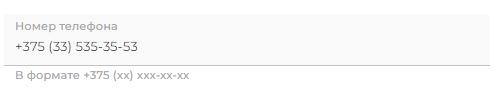 Номер телефона
+375 (33) 535-35-53
В формате +375 (xx) xxx-xx-xx